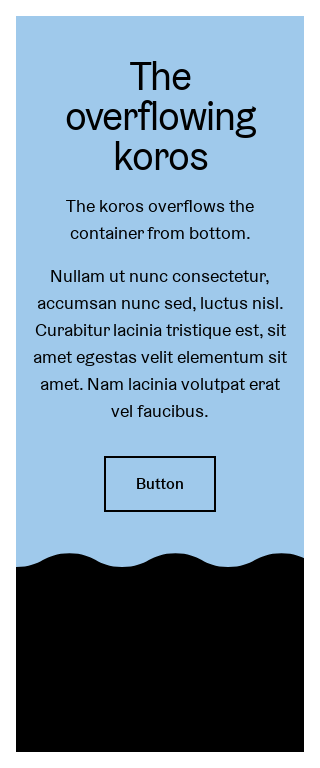 The
overflowing
koros
The koros overflows the
container from bottom.
Nullam ut nunc consectetur,
accumsan nunc sed, luctus nisl.
Curabitur lacinia tristique est, sit
amet egestas velit elementum sit
amet. Nam lacinia volutpat erat
vel faucibus.
Button